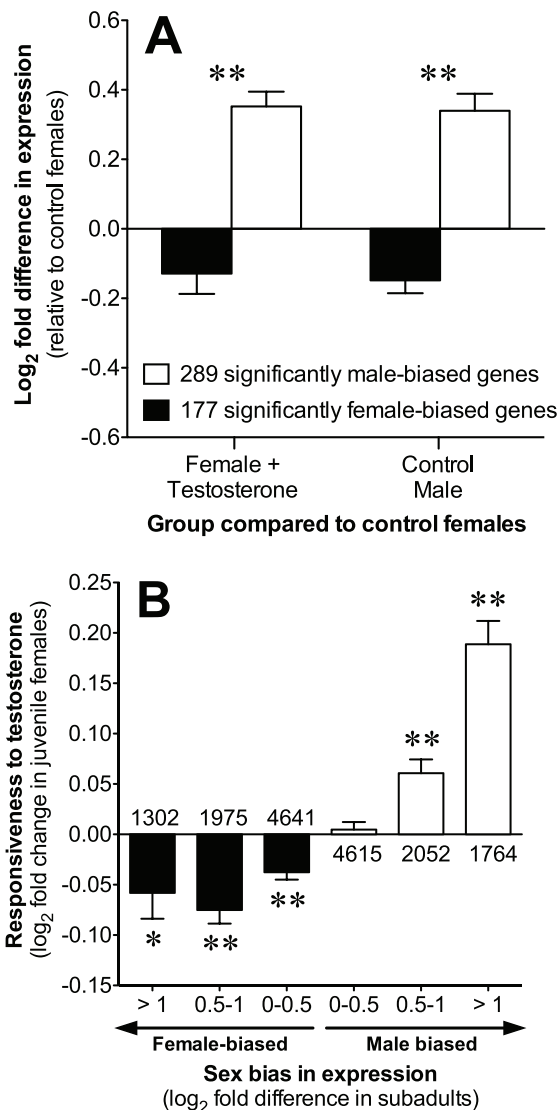 A
Log2 fold difference in expression
(relative to control females)
0.6
0.4
0.2
0.0
-0.2
-0.4
-0.6
**
**
289 significantly male-biased genes
177 significantly female-biased genes
Female +
Testosterone
Control
Male
Group compared to control females
B
Responsiveness to testosterone
(log2 fold change in juvenile females)
0.25
0.20
0.15
0.10
0.05
0.00
-0.05
-0.10
-0.15
1302 1975 4641
4615 2052 1764
* ** ** ** **
> 1 0.5-1 0-0.5 0-0.5 0.5-1 > 1
Female-biased Male biased
Sex bias in expression
(log2 fold difference in subadults)